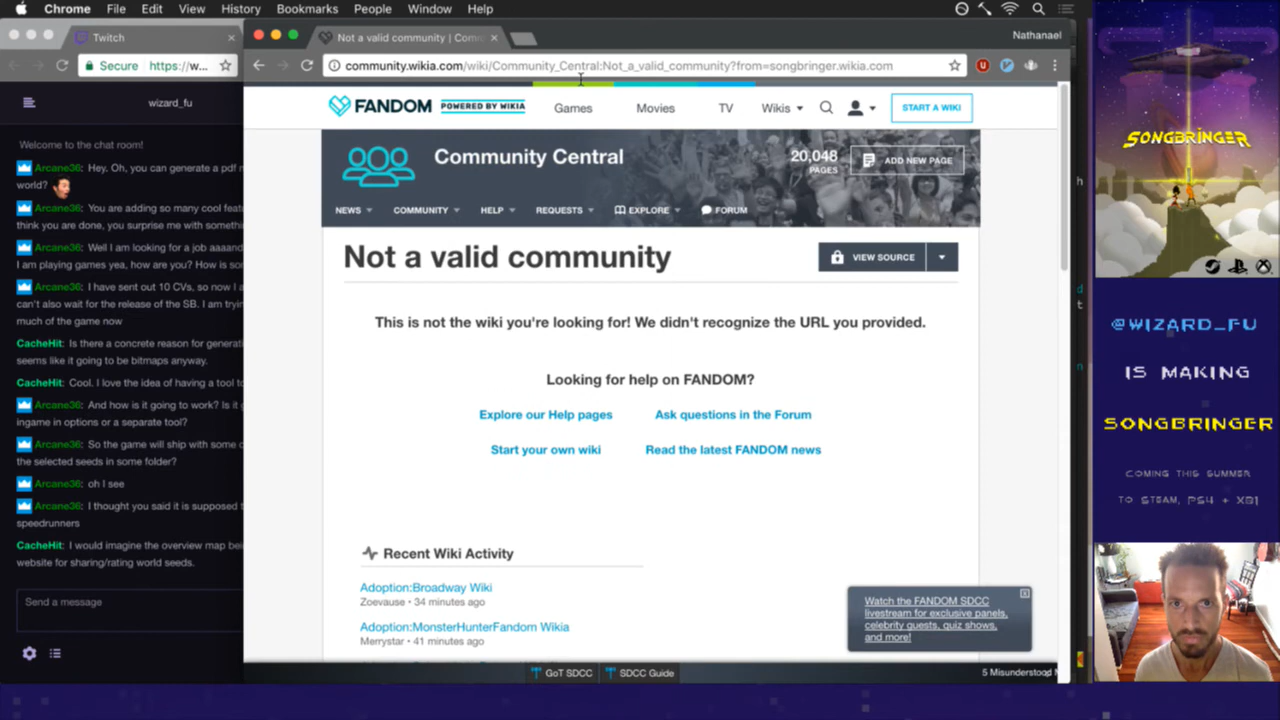 Chrome File Edit View History Bookmarks People Window Help
Twitch
Not a valid community | Com
Nathanael
Secure https://w...
community.wikia.com/wiki/Community_Central:Not_a_valid_community?from=songbringer.wikia.com
wizard_fu
FANDOM POWERED BY WIKIA
Games Movies TV Wikis
START A WIKI
Welcome to the chat room!
Arcane36: Hey. Oh, you can generate a pdf
world?
Arcane36: You are adding so many cool
think you are done, you surprise me with
Arcane36: Well I am looking for a job aaaand
I am playing games yea, how are you? How is
Arcane36: I have sent out 10 CVs, so now I
can't also wait for the release of the SB. I am
much of the game now
CacheHit: Is there a concrete reason for
seems like it going to be bitmaps anyway.
CacheHit: Cool. I love the idea of having a tool
Arcane36: And how is it going to work? Is
ingame in options or a separate tool?
Arcane36: So the game will ship with some
the selected seeds in some folder?
Arcane36: oh I see
Arcane36: I thought you said it is supposed
speedrunners
CacheHit: I would imagine the overview map
website for sharing/rating world seeds.
Send a message
Community Central
20,048
PAGES
ADD NEW PAGE
NEWS COMMUNITY HELP REQUESTS EXPLORE FORUM
Not a valid community
VIEW SOURCE
This is not the wiki you're looking for! We didn't recognize the URL you provided.
Looking for help on FANDOM?
Explore our Help pages Ask questions in the Forum
Start your own wiki Read the latest FANDOM news
Recent Wiki Activity
Adoption:Broadway Wiki
Zoevause • 34 minutes ago
Adoption:MonsterHunterFandom Wikia
Merrystar • 41 minutes ago
Watch the FANDOM SDCC
livestream for exclusive panels,
celebrity guests, quiz shows,
and more!
GoT SDCC SDCC Guide
5 Misunderstood
SONGBRINGER
@WIZARD_FU
IS MAKING
SONGBRINGER
COMING THIS SUMMER
TO STEAM, PS4 + XB1